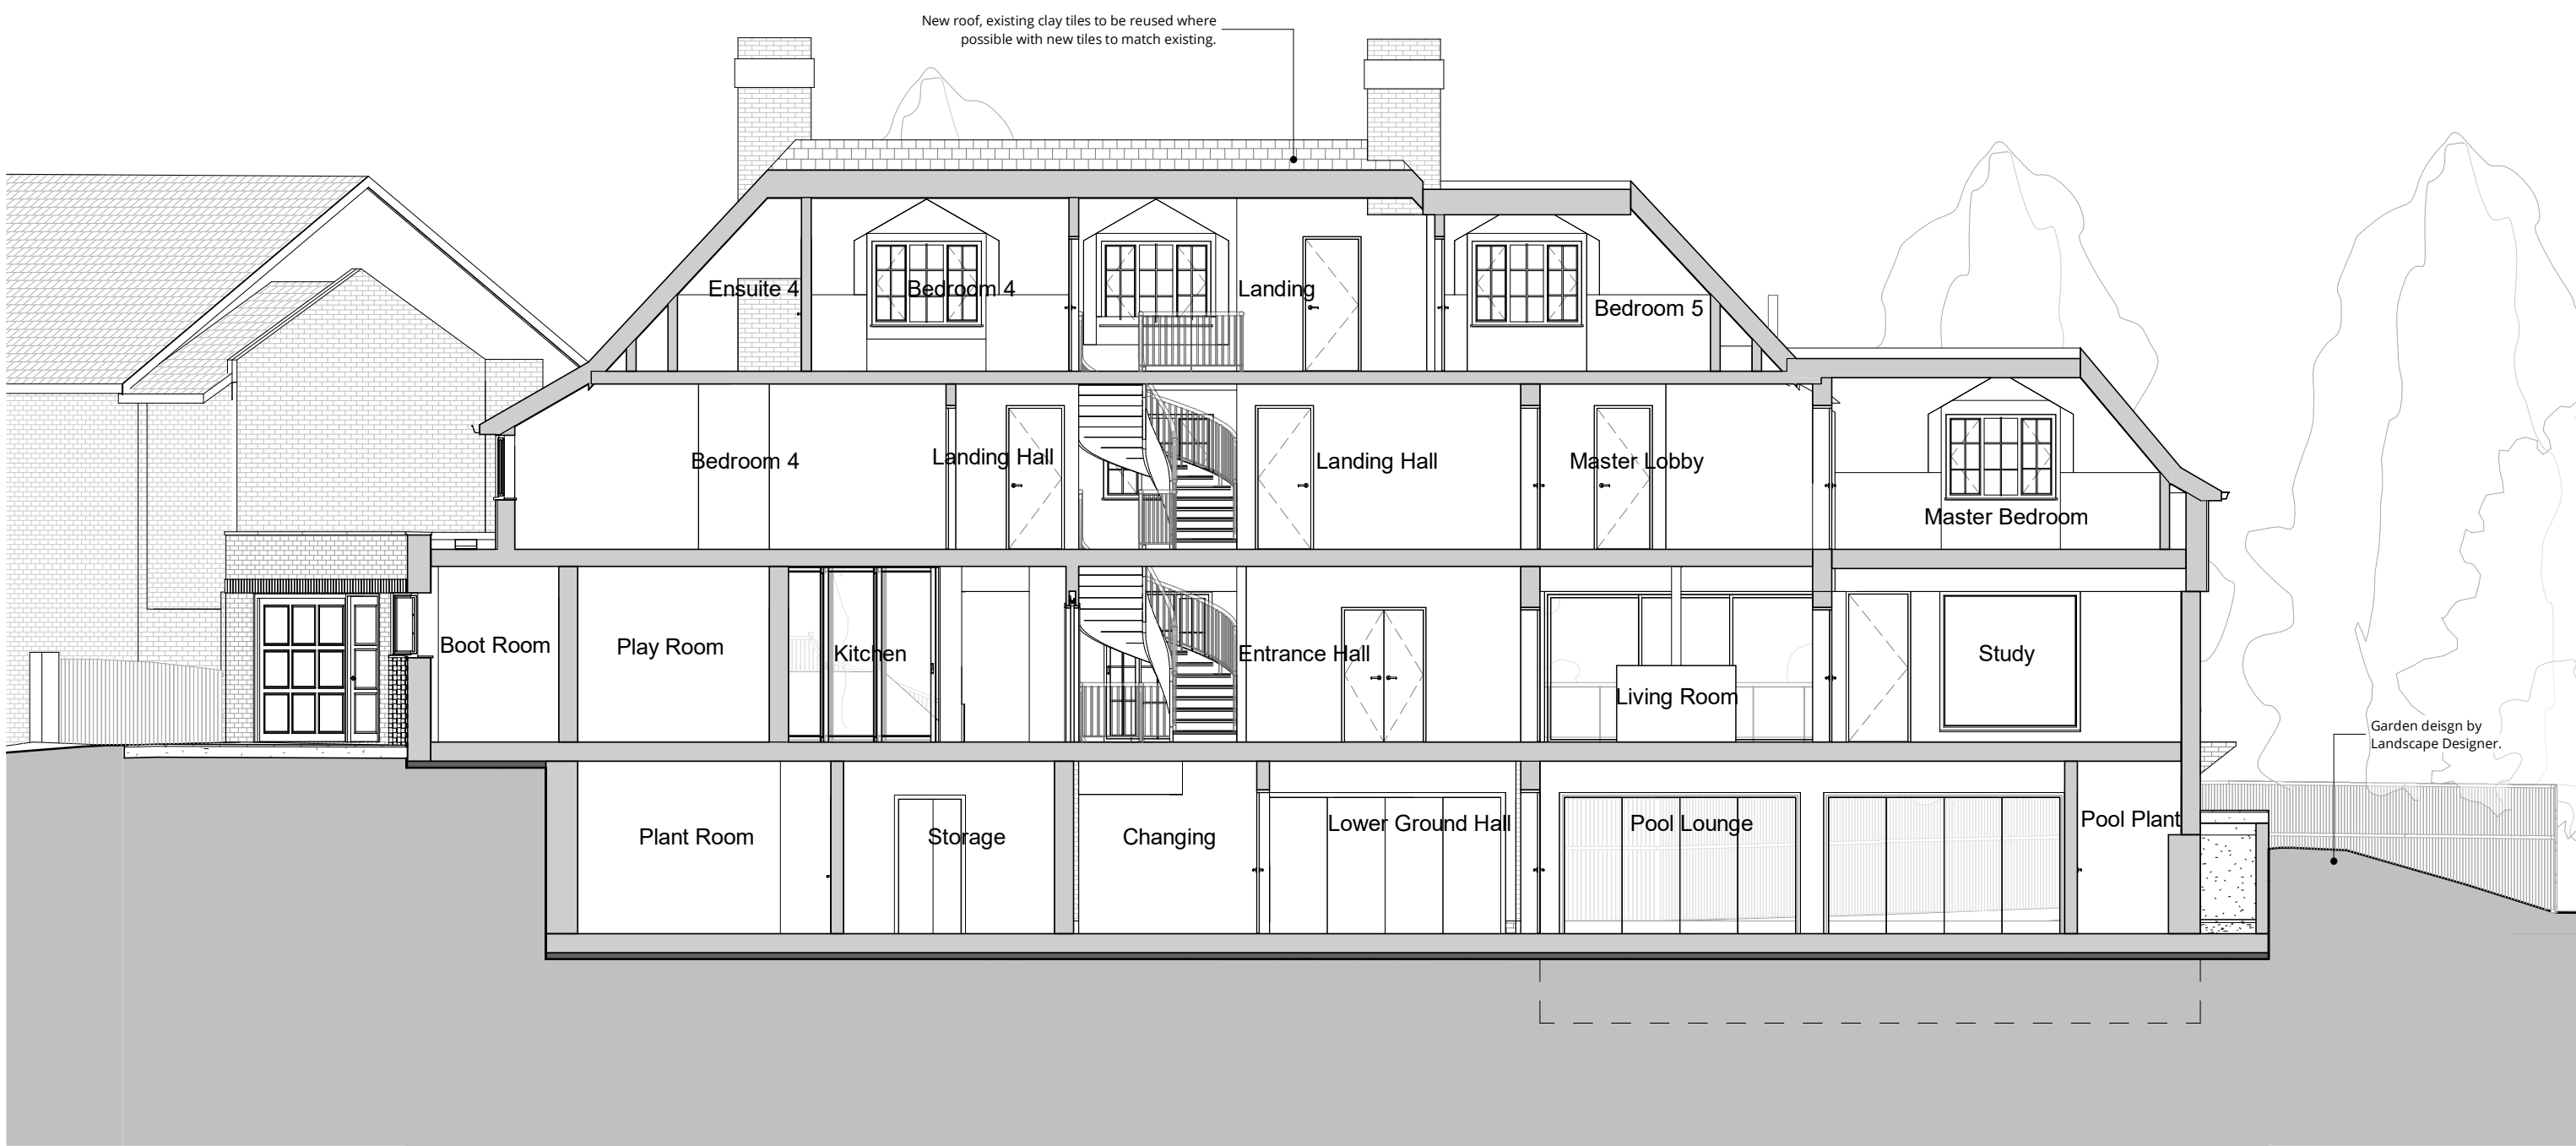 New roof, existing clay tiles to be reused where
possible with new tiles to match existing.
Ensuite 4
Bedroom 4
Landing
Bedroom 5
Bedroom 4
Landing Hall
Landing Hall
Master Lobby
Master Bedroom
Boot Room
Play Room
Kitchen
Entrance Hall
Living Room
Study
Garden deisgn by
Landscape Designer.
Plant Room
Storage
Changing
Lower Ground Hall
Pool Lounge
Pool Plant